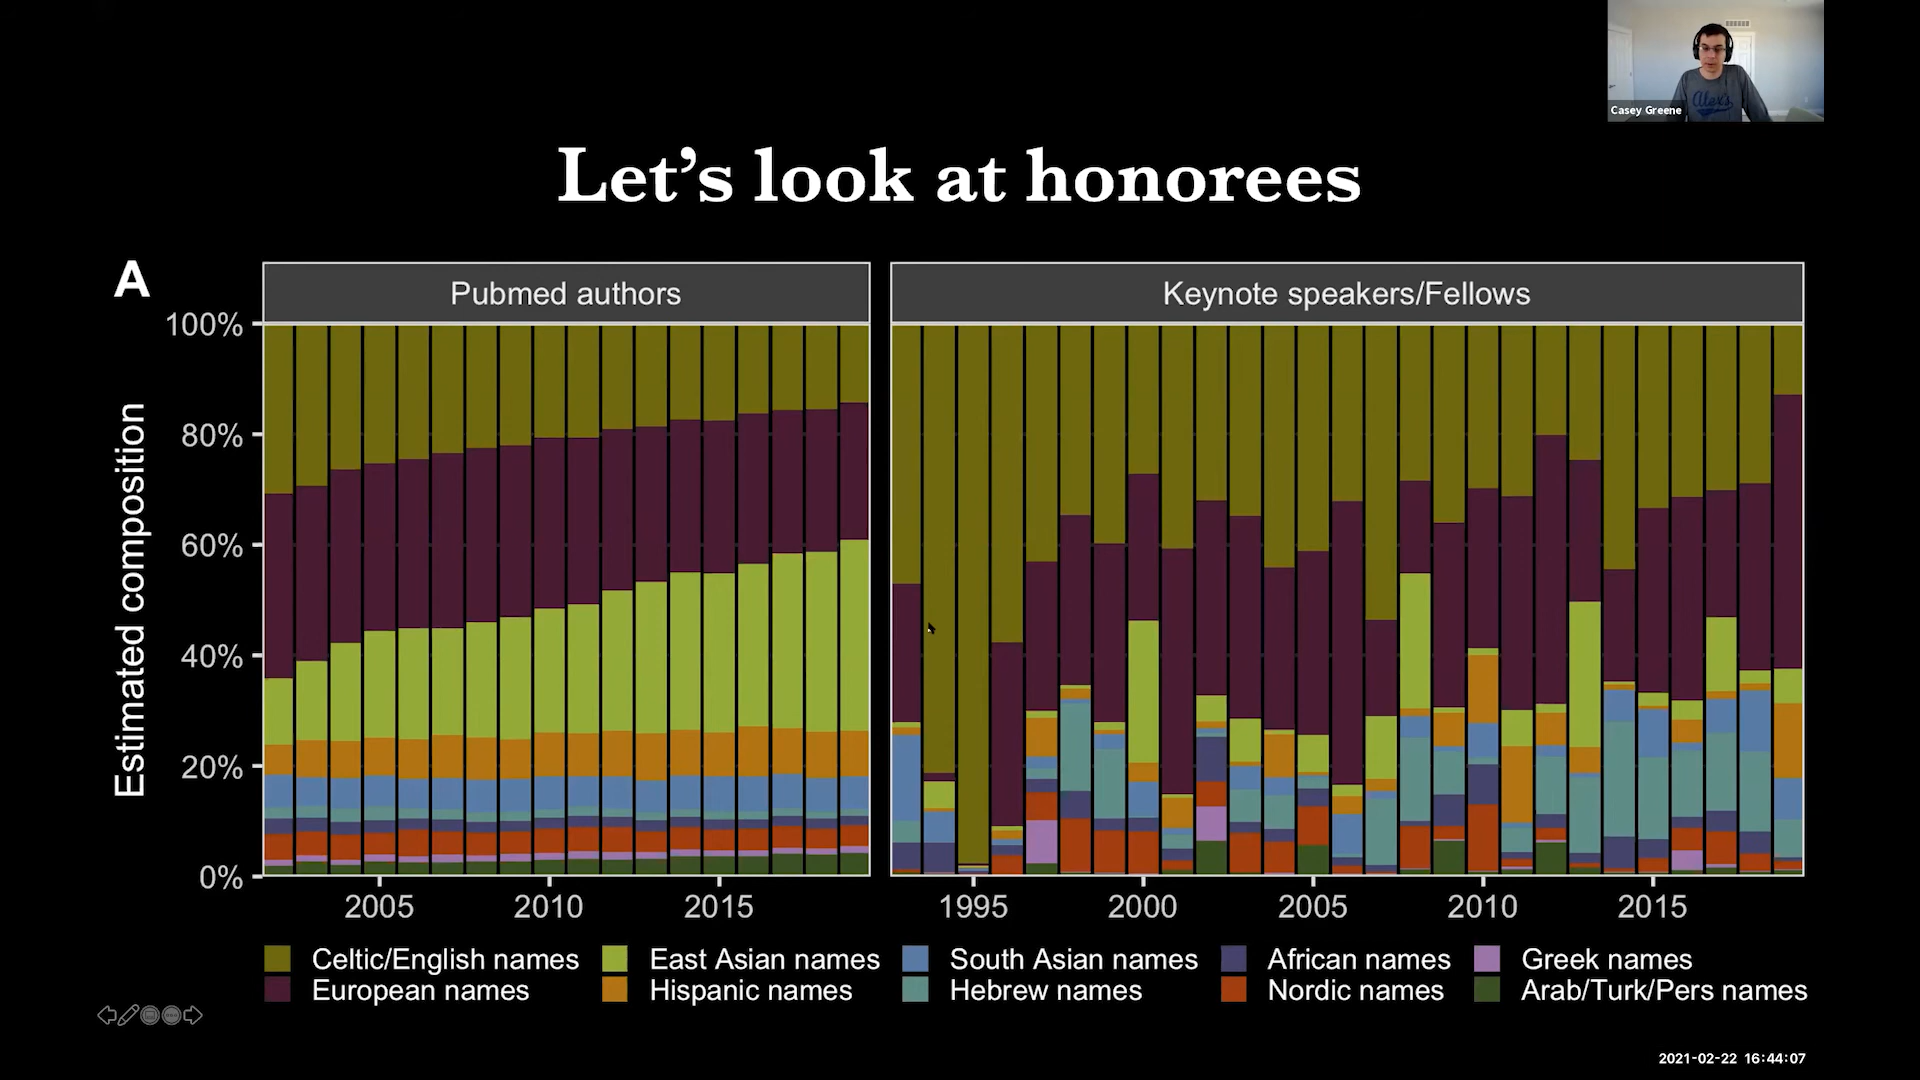 Alex's
Casey Greene
Let's look at honorees
A
Pubmed authors
Keynote speakers/Fellows
Estimated composition
100%
80%
60%
40%
20%
0%
2005 2010 2015
1995 2000 2005 2010 2015
Celtic/English names East Asian names South Asian names African names Greek names
European names Hispanic names Hebrew names Nordic names Arab/Turk/Pers names
2021-02-22 16:44:07